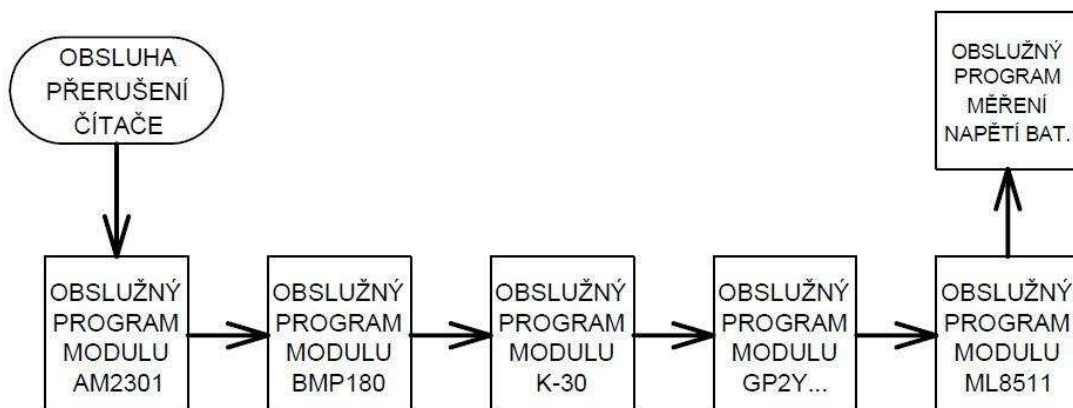 OBSLUHA
PŘERUŠENÍ
ČÍTAČE
OBSLUŽNÝ
PROGRAM
MODULU
AM2301
OBSLUŽNÝ
PROGRAM
MODULU
BMP180
OBSLUŽNÝ
PROGRAM
MODULU
K-30
OBSLUŽNÝ
PROGRAM
MODULU
GP2Y...
OBSLUŽNÝ
PROGRAM
MODULU
ML8511
OBSLUŽNÝ
PROGRAM
MĚŘENÍ
NAPĚTÍ BAT.